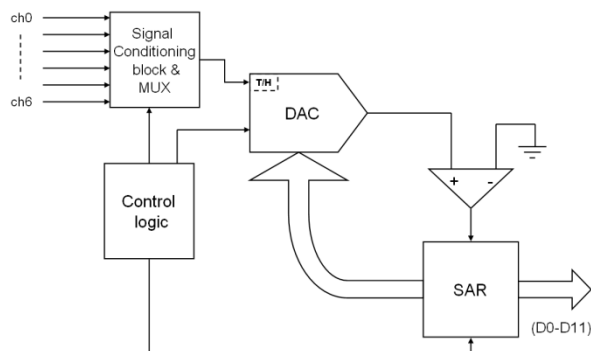 ch0
ch6
Signal
Conditioning
block &
MUX
T/H
DAC
+ -
Control
logic
SAR
(D0-D11)